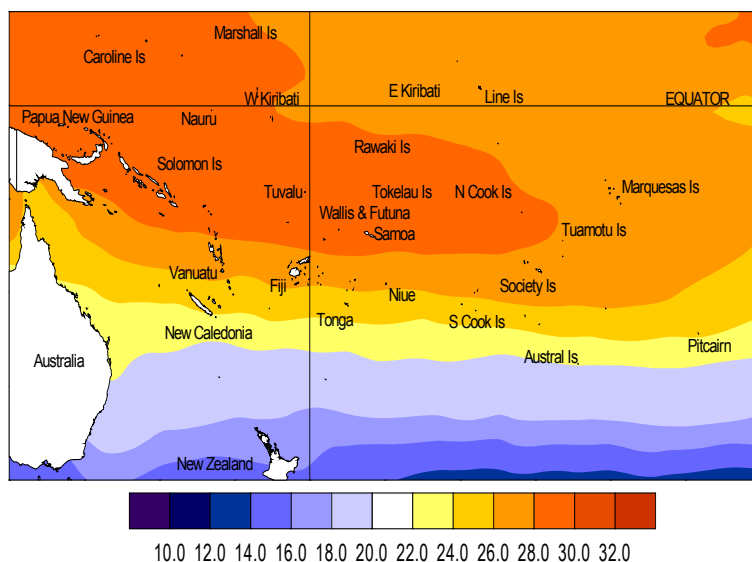 Marshall Is
Caroline Is
E Kiribati
W Kiribati
Line Is
EQUATOR
Papua New Guinea
Nauru
Rawaki Is
Solomon Is
Tuvalu
Tokelau Is
N Cook Is
Marquesas Is
Wallis & Futuna
Samoa
Tuamotu Is
Vanuatu
Fiji
Niue
Society Is
Tonga
S Cook Is
New Caledonia
Pitcairn
Australia
Austral Is
New Zealand
10.0 12.0 14.0 16.0 18.0 20.0 22.0 24.0 26.0 28.0 30.0 32.0